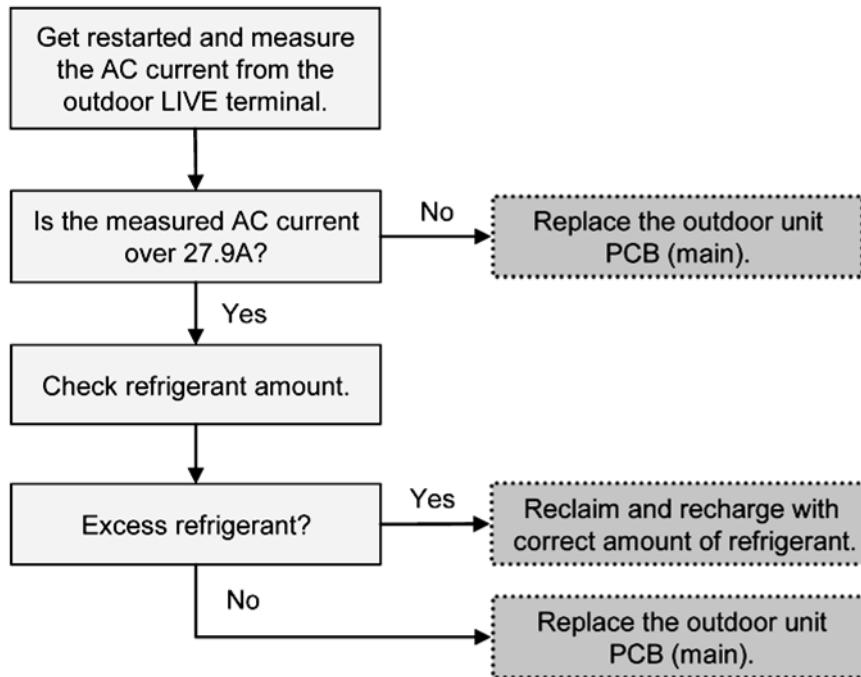 Get restarted and measure
the AC current from the
outdoor LIVE terminal.
Is the measured AC current
over 27.9A?
No
Replace the outdoor unit
PCB (main).
Yes
Check refrigerant amount.
Excess refrigerant?
Yes
Reclaim and recharge with
correct amount of refrigerant.
No
Replace the outdoor unit
PCB (main).